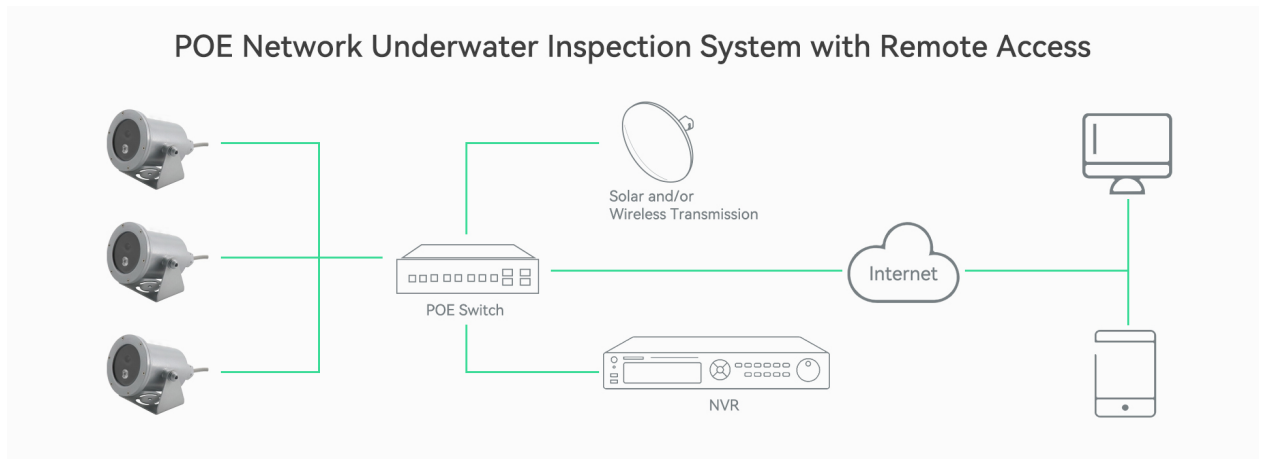 POE Network Underwater Inspection System with Remote Access
Solar and/or
Wireless Transmission
Internet
POE Switch
NVR